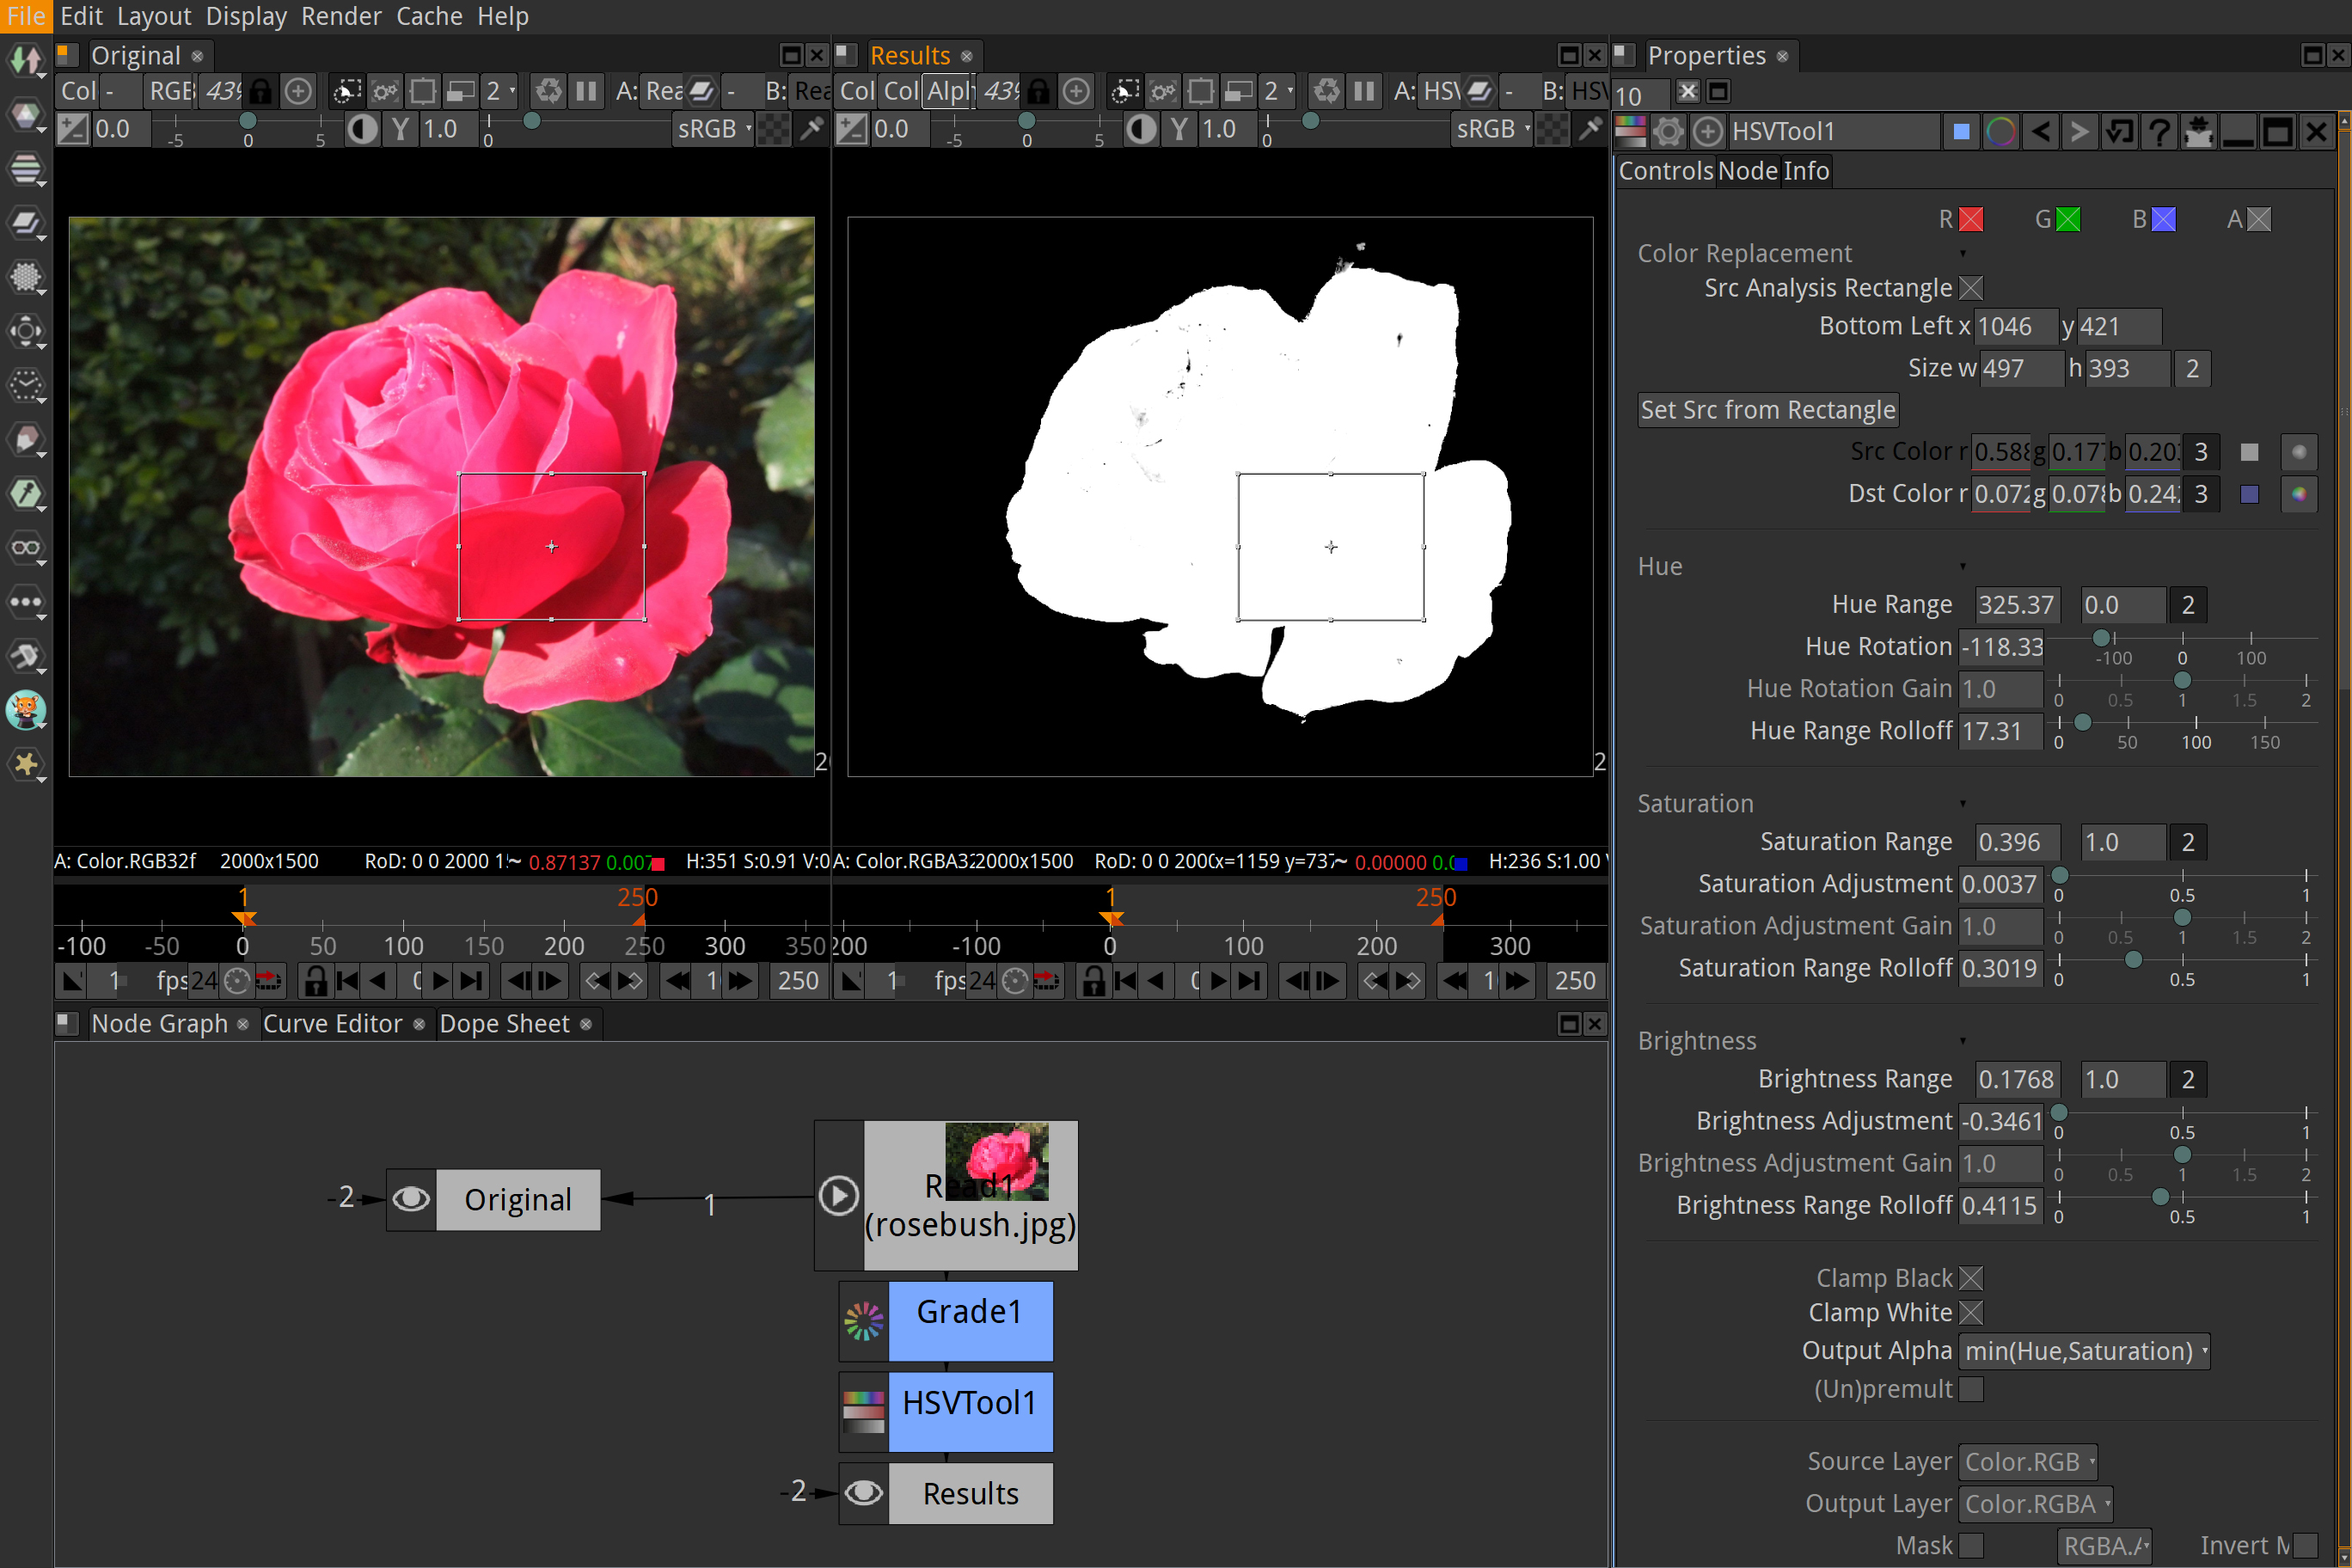 File Edit Layout Display Render Cache Help
Original
Col - RGB 43% 2 A: Rea - B: Rea
0.0 -5 0 5 1.0 0 sRGB
Results
Col Col Alph 43% 2 A: HSV - B: HSV
0.0 -5 0 5 1.0 0 sRGB
A: Color.RGB32f 2000x1500 RoD: 0 0 2000 1 ~ 0.87137 0.007 H:351 S:0.91 V:0
A: Color.RGBA32 2000x1500 RoD: 0 0 200 x=1159 y=737 ~ 0.00000 0.0 H:236 S:1.00 V
1 250
-100 -50 0 50 100 150 200 250 300 350
1 fps 24 0 1 250
1 250
-200 -100 0 100 200 300
1 fps 24 0 1 250
Node Graph Curve Editor Dope Sheet
-2 Original 1 Read1
(rosebush.jpg)
Grade1
HSVTool1
-2 Results
Properties
10
HSVTool1
Controls Node Info
R G B A
Color Replacement
Src Analysis Rectangle
Bottom Left x 1046 y 421
Size w 497 h 393 2
Set Src from Rectangle
Src Color r 0.588 g 0.177 b 0.20 3
Dst Color r 0.072 g 0.078 b 0.24 3
Hue
Hue Range 325.37 0.0 2
Hue Rotation -118.33 -100 0 100
Hue Rotation Gain 1.0 0 0.5 1 1.5 2
Hue Range Rolloff 17.31 0 50 100 150
Saturation
Saturation Range 0.396 1.0 2
Saturation Adjustment 0.0037 0 0.5 1
Saturation Adjustment Gain 1.0 0 0.5 1 1.5 2
Saturation Range Rolloff 0.3019 0 0.5 1
Brightness
Brightness Range 0.1768 1.0 2
Brightness Adjustment -0.3461 0 0.5 1
Brightness Adjustment Gain 1.0 0 0.5 1 1.5 2
Brightness Range Rolloff 0.4115 0 0.5 1
Clamp Black
Clamp White
Output Alpha min(Hue,Saturation)
(Un)premult
Source Layer Color.RGB
Output Layer Color.RGBA
Mask RGBA.A Invert M